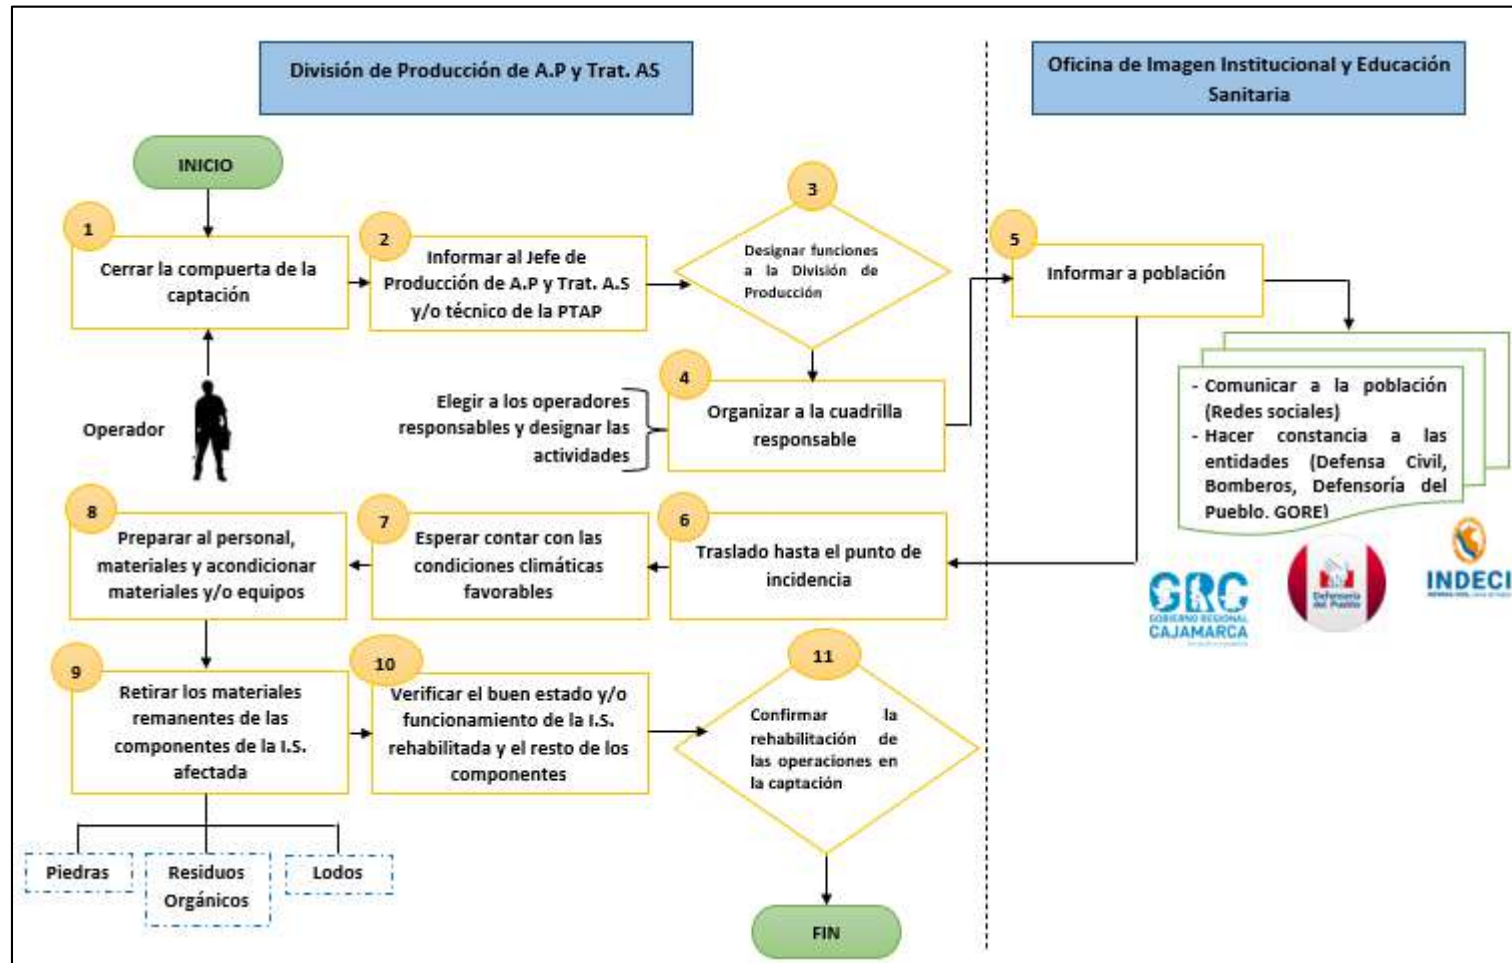 División de Producción de A.P y Trat. AS
Oficina de Imagen Institucional y Educación
Sanitaria
INICIO
1
Cerrar la compuerta de la
captación
Operador
2
Informar al Jefe de
Producción de A.P y Trat. A.S
y/o técnico de la PTAP
3
Designar funciones
a la División de
Producción
4
Organizar a la cuadrilla
responsable
Elegir a los operadores
responsables y designar las
actividades
5
Informar a población
- Comunicar a la población
(Redes sociales)
- Hacer constancia a las
entidades (Defensa Civil,
Bomberos, Defensoría del
Pueblo. GORE)
GRC
GOBIERNO REGIONAL
CAJAMARCA
Defensoría
del Pueblo
INDECI
6
Traslado hasta el punto de
incidencia
7
Esperar contar con las
condiciones climáticas
favorables
8
Preparar al personal,
materiales y acondicionar
materiales y/o equipos
9
Retirar los materiales
remanentes de las
componentes de la I.S.
afectada
Piedras
Residuos
Orgánicos
Lodos
10
Verificar el buen estado y/o
funcionamiento de la I.S.
rehabilitada y el resto de los
componentes
11
Confirmar la
rehabilitación de
las operaciones en
la captación
FIN